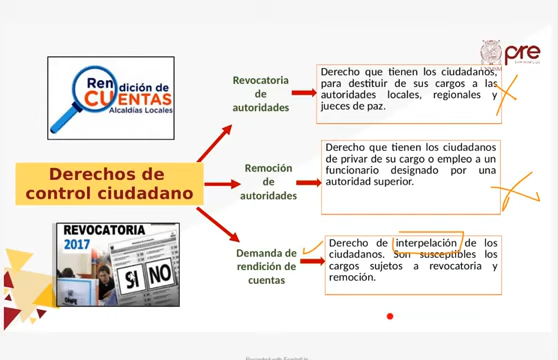 pre
Rendición de
CUENTAS
Alcaldías Locales
Revocatoria
de
autoridades
Derecho que tienen los ciudadanos,
para destituir de sus cargos a las
autoridades locales, regionales y
jueces de paz.
Derechos de
control ciudadano
Remoción
de
autoridades
Derecho que tienen los ciudadanos
de privar de su cargo o empleo a un
funcionario designado por una
autoridad superior.
REVOCATORIA
2017
SI NO
Demanda de
rendición de
cuentas
Derecho de interpelación de los
ciudadanos. Son susceptibles los
cargos sujetos a revocatoria y
remoción.